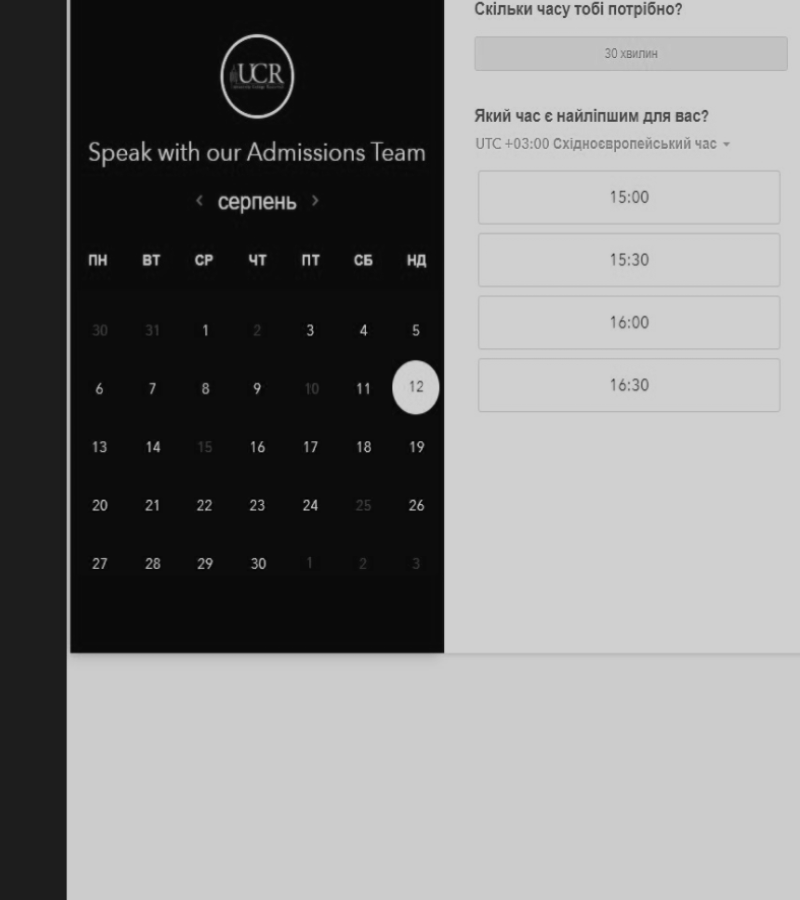 UCR
Speak with our Admissions Team
серпень
ПН ВТ СР ЧТ ПТ СБ НД
30 31 1 2 3 4 5
6 7 8 9 10 11 12
13 14 15 16 17 18 19
20 21 22 23 24 25 26
27 28 29 30 1 2 3
Скільки часу тобі потрібно?
30 хвилин
Який час є найліпшим для вас?
UTC +03:00 Східноєвропейський час
15:00
15:30
16:00
16:30